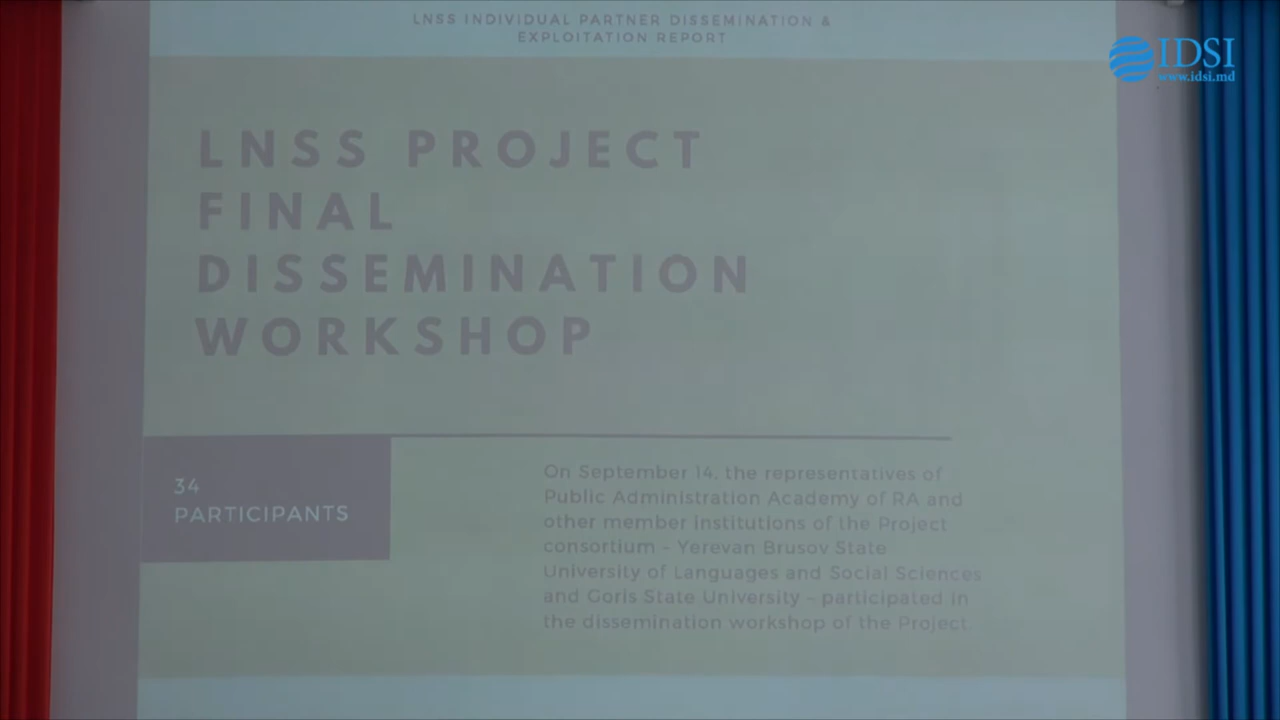 LNSS INDIVIDUAL PARTNER DISSEMINATION &
EXPLOITATION REPORT
IDSI
www.idsi.md
LNSS PROJECT
FINAL
DISSEMINATION
WORKSHOP
34
PARTICIPANTS
On September 14, the representatives of
Public Administration Academy of RA and
other member institutions of the Project
consortium – Yerevan Brusov State
University of Languages and Social Sciences
and Goris State University – participated in
the dissemination workshop of the Project.